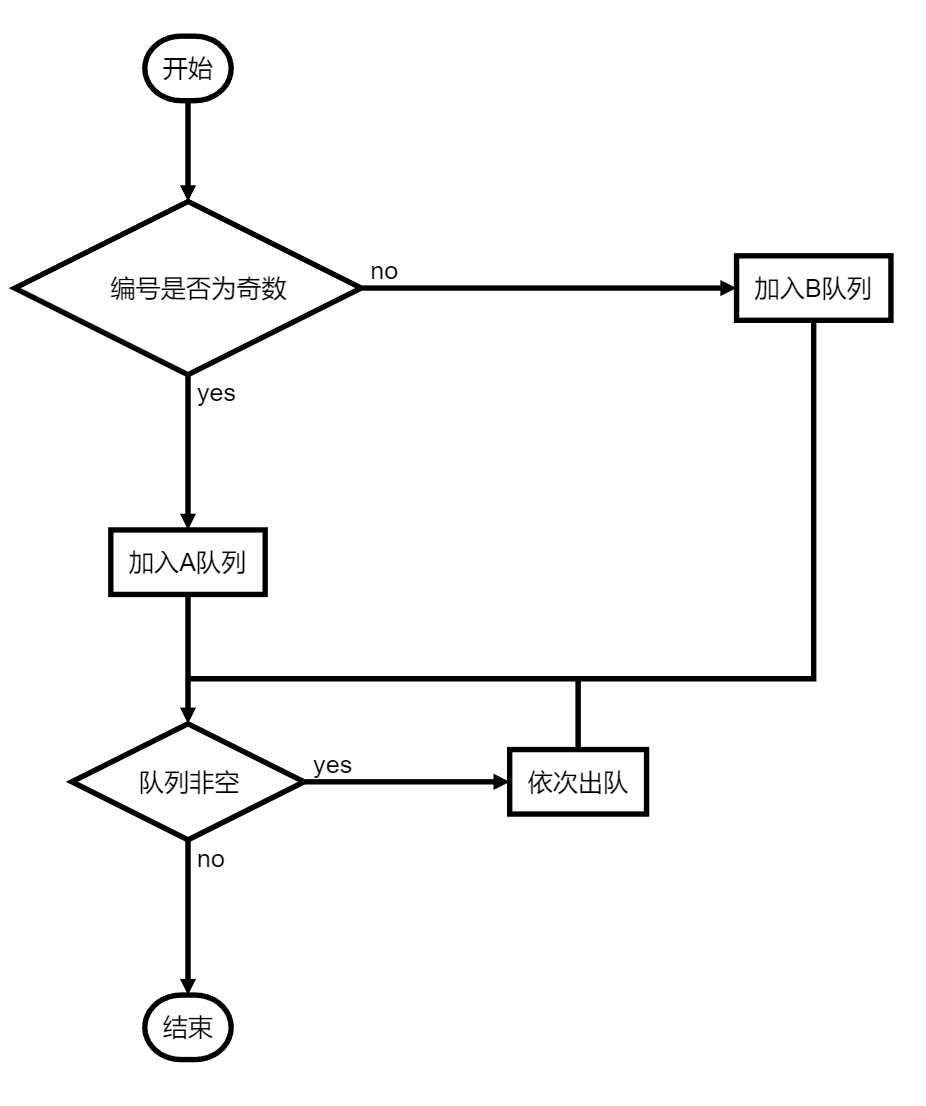 开始
编号是否为奇数
no
加入B队列
yes
加入A队列
队列非空
yes
依次出队
no
结束